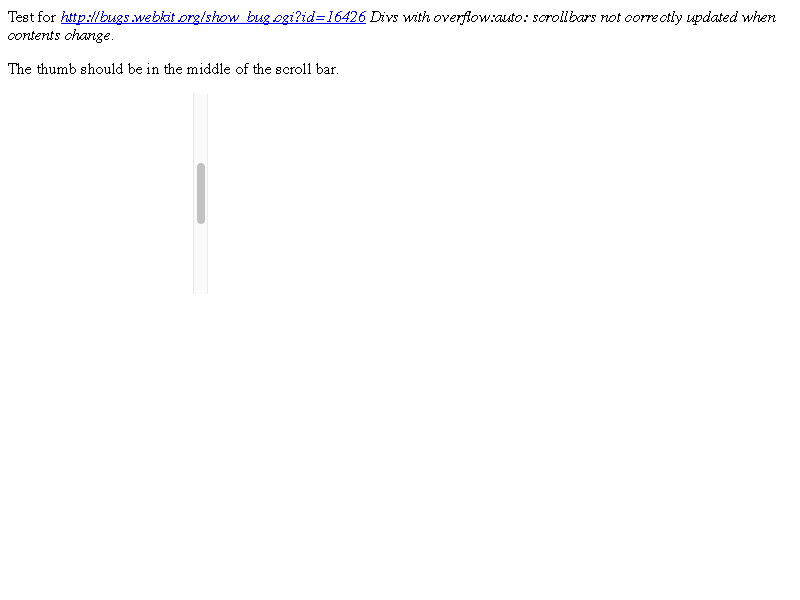 Test for http://bugs.webkit.org/show_bug.cgi?id=16426 Divs with overflow:auto: scrollbars not correctly updated when
contents change.
The thumb should be in the middle of the scroll bar.